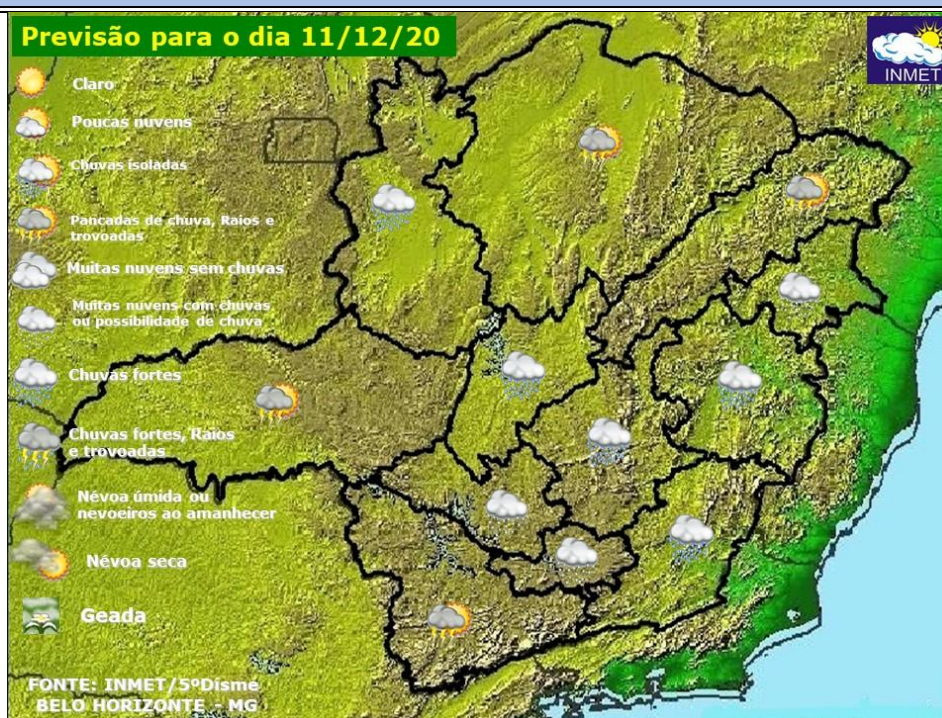 Previsão para o dia 11/12/20
INMET
Claro
Poucas nuvens
Chuvas isoladas
Pancadas de chuva, Raios e
trovoadas
Muitas nuvens sem chuvas
Muitas nuvens com chuvas
ou possibilidade de chuva
Chuvas fortes
Chuvas fortes, Raios
e trovoadas
Névoa úmida ou
nevoeiros ao amanhecer
Névoa seca
Geada
FONTE: INMET/5ºDisme
BELO HORIZONTE - MG